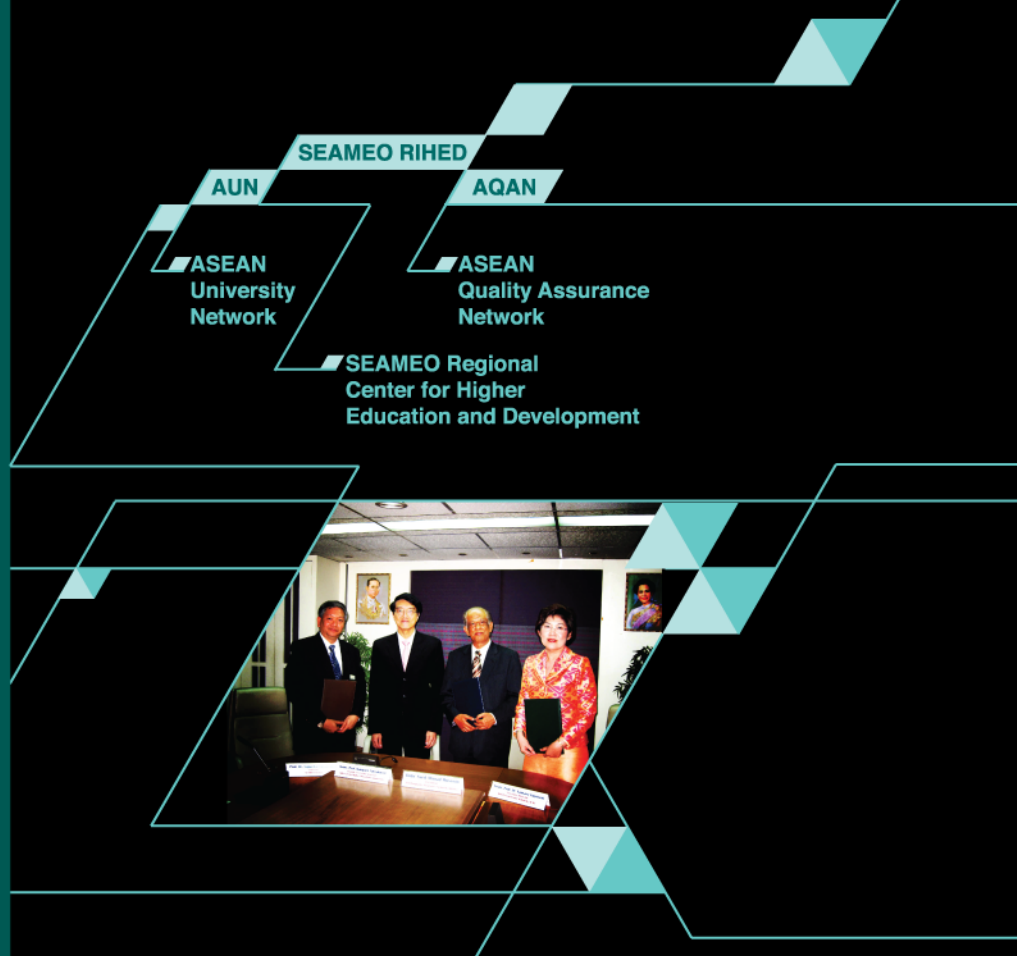 SEAMEO RIHED
AUN
AQAN
ASEAN
University
Network
ASEAN
Quality Assurance
Network
SEAMEO Regional
Center for Higher
Education and Development